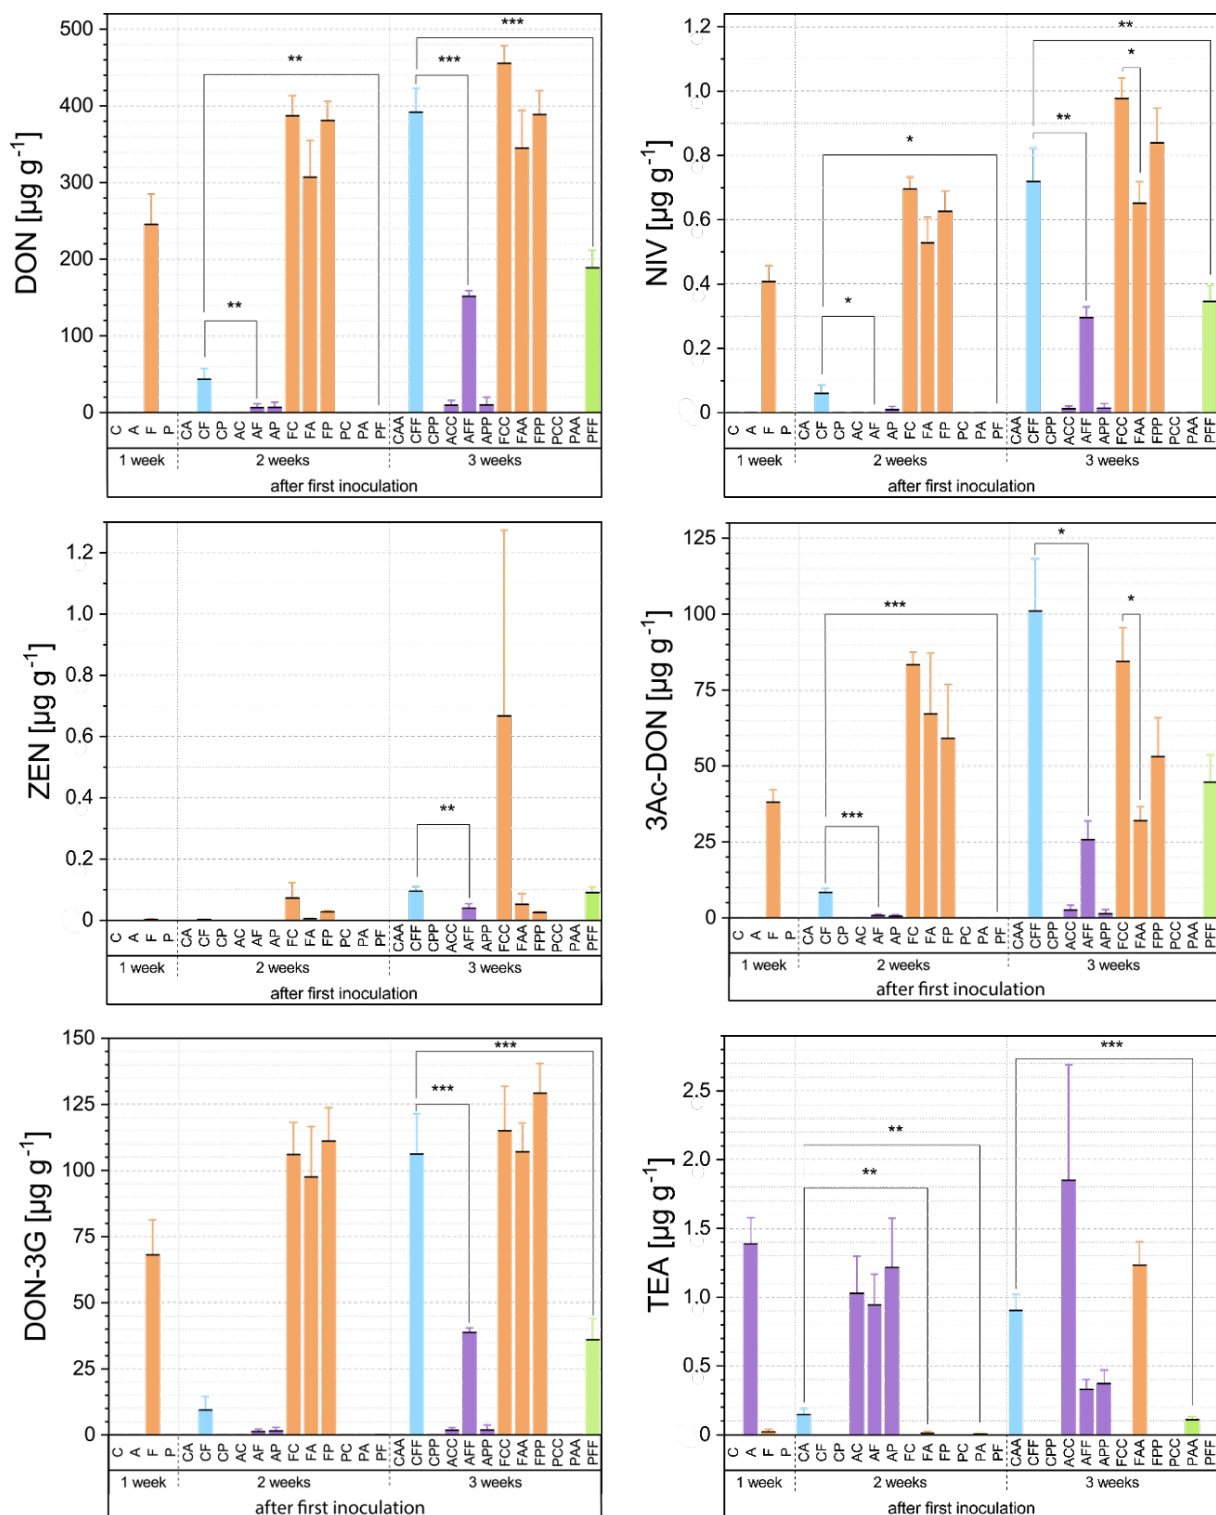 DON [µg g⁻¹]
500
400
300
200
100
0
***
***
**
**
C A F P CA CF CP AC AF AP FC FA FP PC PA PF CAA CFF CPP ACC AFF APP FCC FAA FPP PCC PAA PFF
1 week 2 weeks 3 weeks
after first inoculation
NIV [µg g⁻¹]
1.2
1.0
0.8
0.6
0.4
0.2
0.0
**
*
**
*
*
C A F P CA CF CP AC AF AP FC FA FP PC PA PF CAA CFF CPP ACC AFF APP FCC FAA FPP PCC PAA PFF
1 week 2 weeks 3 weeks
after first inoculation
ZEN [µg g⁻¹]
1.2
1.0
0.8
0.6
0.4
0.2
0
**
C A F P CA CF CP AC AF AP FC FA FP PC PA PF CAA CFF CPP ACC AFF APP FCC FAA FPP PCC PAA PFF
1 week 2 weeks 3 weeks
after first inoculation
3Ac-DON [µg g⁻¹]
125
100
75
50
25
0
*
*
***
***
C A F P CA CF CP AC AF AP FC FA FP PC PA PF CAA CFF CPP ACC AFF APP FCC FAA FPP PCC PAA PFF
1 week 2 weeks 3 weeks
after first inoculation
DON-3G [µg g⁻¹]
150
125
100
75
50
25
0
***
***
C A F P CA CF CP AC AF AP FC FA FP PC PA PF CAA CFF CPP ACC AFF APP FCC FAA FPP PCC PAA PFF
1 week 2 weeks 3 weeks
after first inoculation
TEA [µg g⁻¹]
2.5
2.0
1.5
1.0
0.5
0
***
**
**
C A F P CA CF CP AC AF AP FC FA FP PC PA PF CAA CFF CPP ACC AFF APP FCC FAA FPP PCC PAA PFF
1 week 2 weeks 3 weeks
after first inoculation